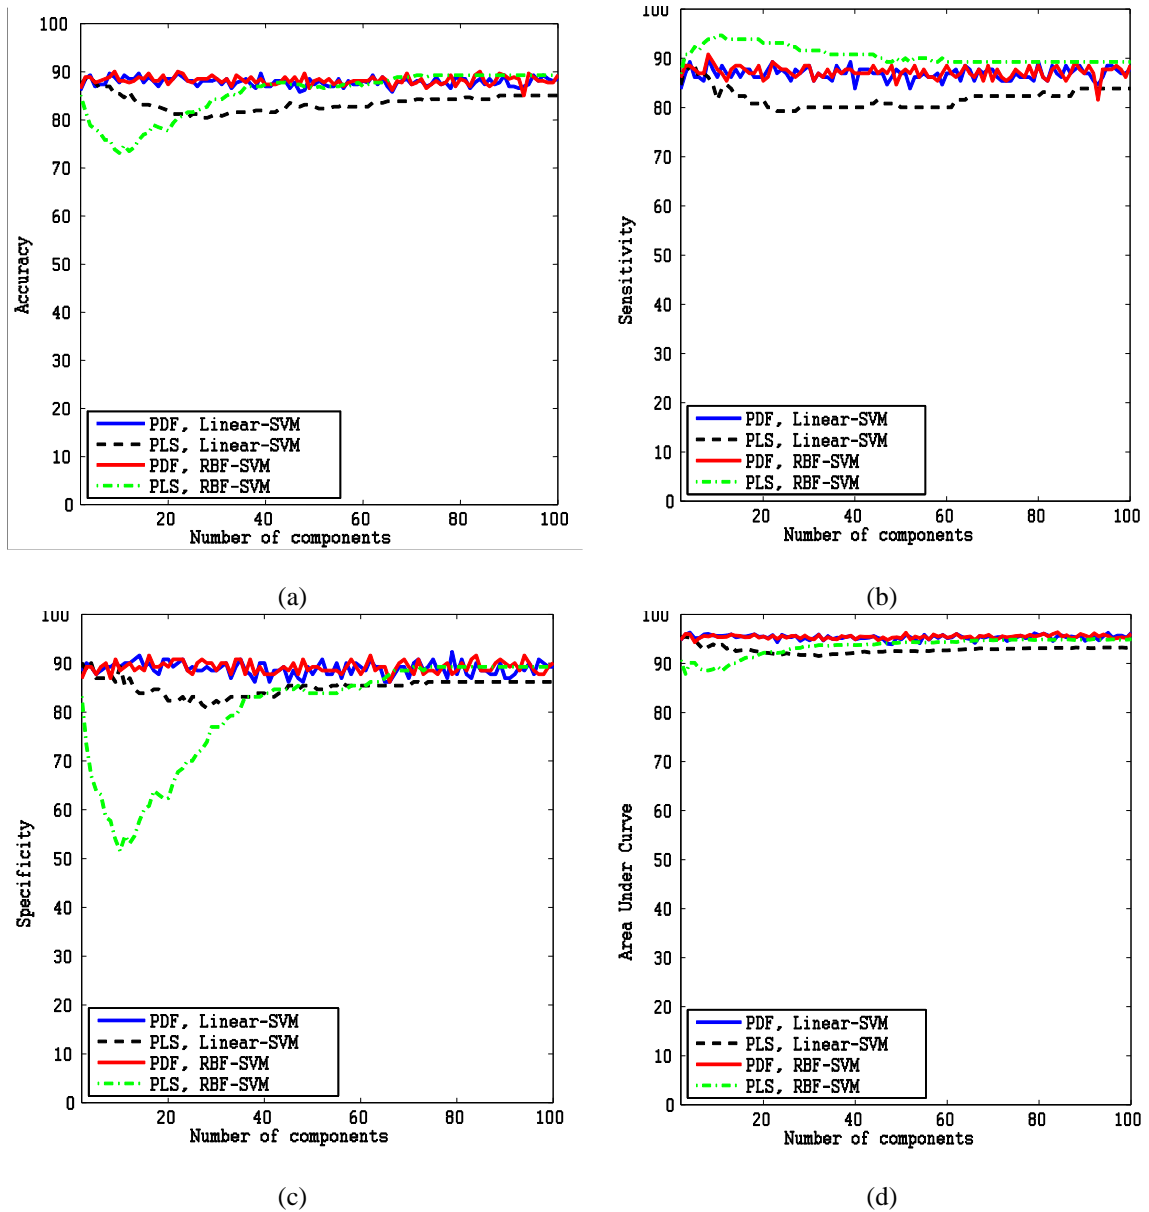 100
90
80
70
60
50
40
30
20
10
0
Accuracy
PDF, Linear-SVM
PLS, Linear-SVM
PDF, RBF-SVM
PLS, RBF-SVM
20 40 60 80 100
Number of components
(a)
100
90
80
70
60
50
40
30
20
10
0
Sensitivity
PDF, Linear-SVM
PLS, Linear-SVM
PDF, RBF-SVM
PLS, RBF-SVM
20 40 60 80 100
Number of components
(b)
100
90
80
70
60
50
40
30
20
10
0
Specificity
PDF, Linear-SVM
PLS, Linear-SVM
PDF, RBF-SVM
PLS, RBF-SVM
20 40 60 80 100
Number of components
(c)
100
90
80
70
60
50
40
30
20
10
0
Area Under Curve
PDF, Linear-SVM
PLS, Linear-SVM
PDF, RBF-SVM
PLS, RBF-SVM
20 40 60 80 100
Number of components
(d)